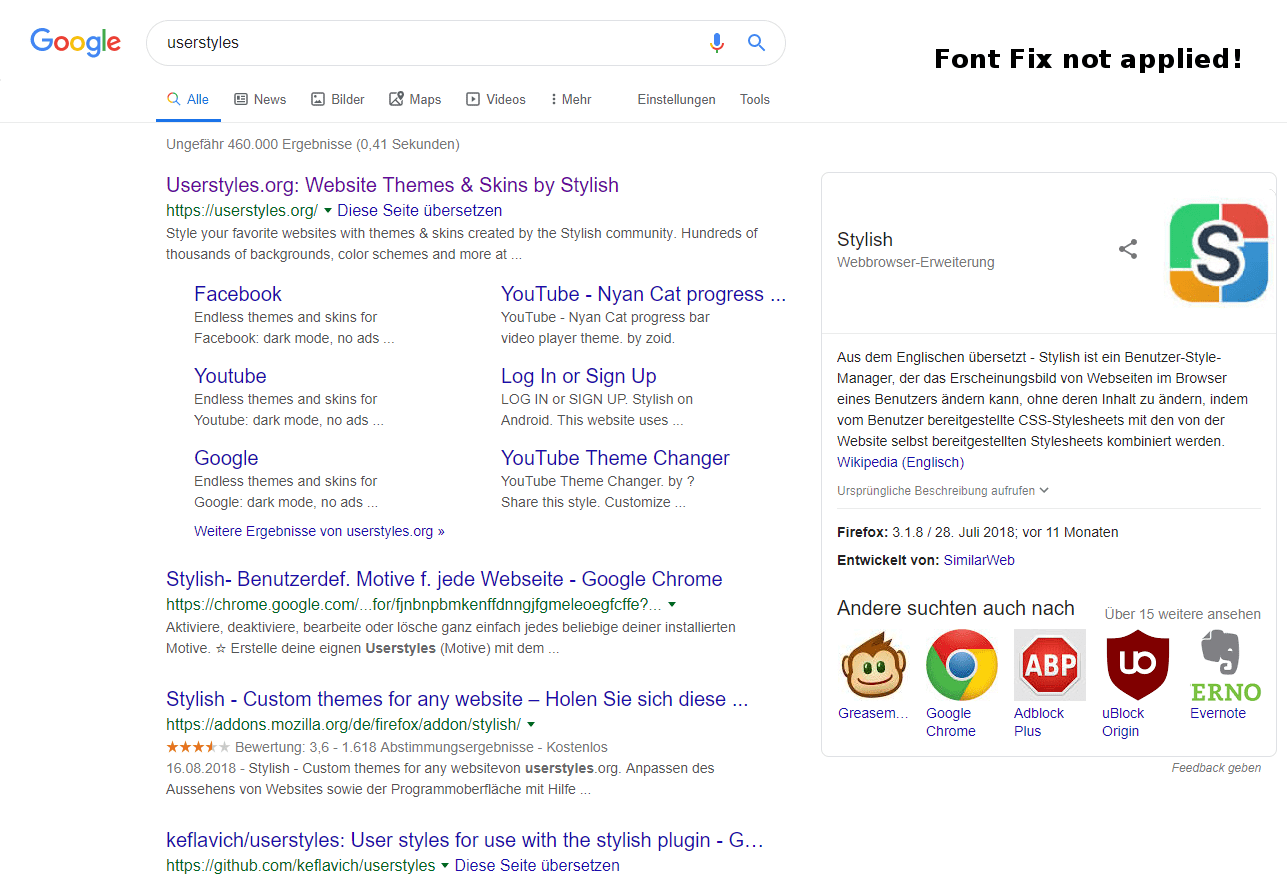 Google
userstyles
Font Fix not applied!
Alle News Bilder Maps Videos Mehr Einstellungen Tools
Ungefähr 460.000 Ergebnisse (0,41 Sekunden)
Userstyles.org: Website Themes & Skins by Stylish
https://userstyles.org/ ▾ Diese Seite übersetzen
Style your favorite websites with themes & skins created by the Stylish community. Hundreds of
thousands of backgrounds, color schemes and more at ...
Facebook
Endless themes and skins for
Facebook: dark mode, no ads ...
YouTube - Nyan Cat progress ...
YouTube - Nyan Cat progress bar
video player theme. by zoid.
Youtube
Endless themes and skins for
Youtube: dark mode, no ads ...
Log In or Sign Up
LOG IN or SIGN UP. Stylish on
Android. This website uses ...
Google
Endless themes and skins for
Google: dark mode, no ads ...
YouTube Theme Changer
YouTube Theme Changer. by ?
Share this style. Customize ...
Weitere Ergebnisse von userstyles.org »
Stylish- Benutzerdef. Motive f. jede Webseite - Google Chrome
https://chrome.google.com/...for/fjnbnpbmkenffdnngjfgmeleoegfcffe?... ▾
Aktiviere, deaktiviere, bearbeite oder lösche ganz einfach jedes beliebige deiner installierten
Motive. ☆ Erstelle deine eignen Userstyles (Motive) mit dem ...
Stylish - Custom themes for any website – Holen Sie sich diese ...
https://addons.mozilla.org/de/firefox/addon/stylish/ ▾
★★★★★ Bewertung: 3,6 - 1.618 Abstimmungsergebnisse - Kostenlos
16.08.2018 - Stylish - Custom themes for any websitevon userstyles.org. Anpassen des
Aussehens von Websites sowie der Programmoberfläche mit Hilfe ...
keflavich/userstyles: User styles for use with the stylish plugin - G...
https://github.com/keflavich/userstyles ▾ Diese Seite übersetzen
Stylish
Webbrowser-Erweiterung
S
Aus dem Englischen übersetzt - Stylish ist ein Benutzer-Style-
Manager, der das Erscheinungsbild von Webseiten im Browser
eines Benutzers ändern kann, ohne deren Inhalt zu ändern, indem
vom Benutzer bereitgestellte CSS-Stylesheets mit den von der
Website selbst bereitgestellten Stylesheets kombiniert werden.
Wikipedia (Englisch)
Ursprüngliche Beschreibung aufrufen
Firefox: 3.1.8 / 28. Juli 2018; vor 11 Monaten
Entwickelt von: SimilarWeb
Andere suchten auch nach
Über 15 weitere ansehen
ABP
uo
ERNO
Greasem...
Google
Chrome
Adblock
Plus
uBlock
Origin
Evernote
Feedback geben